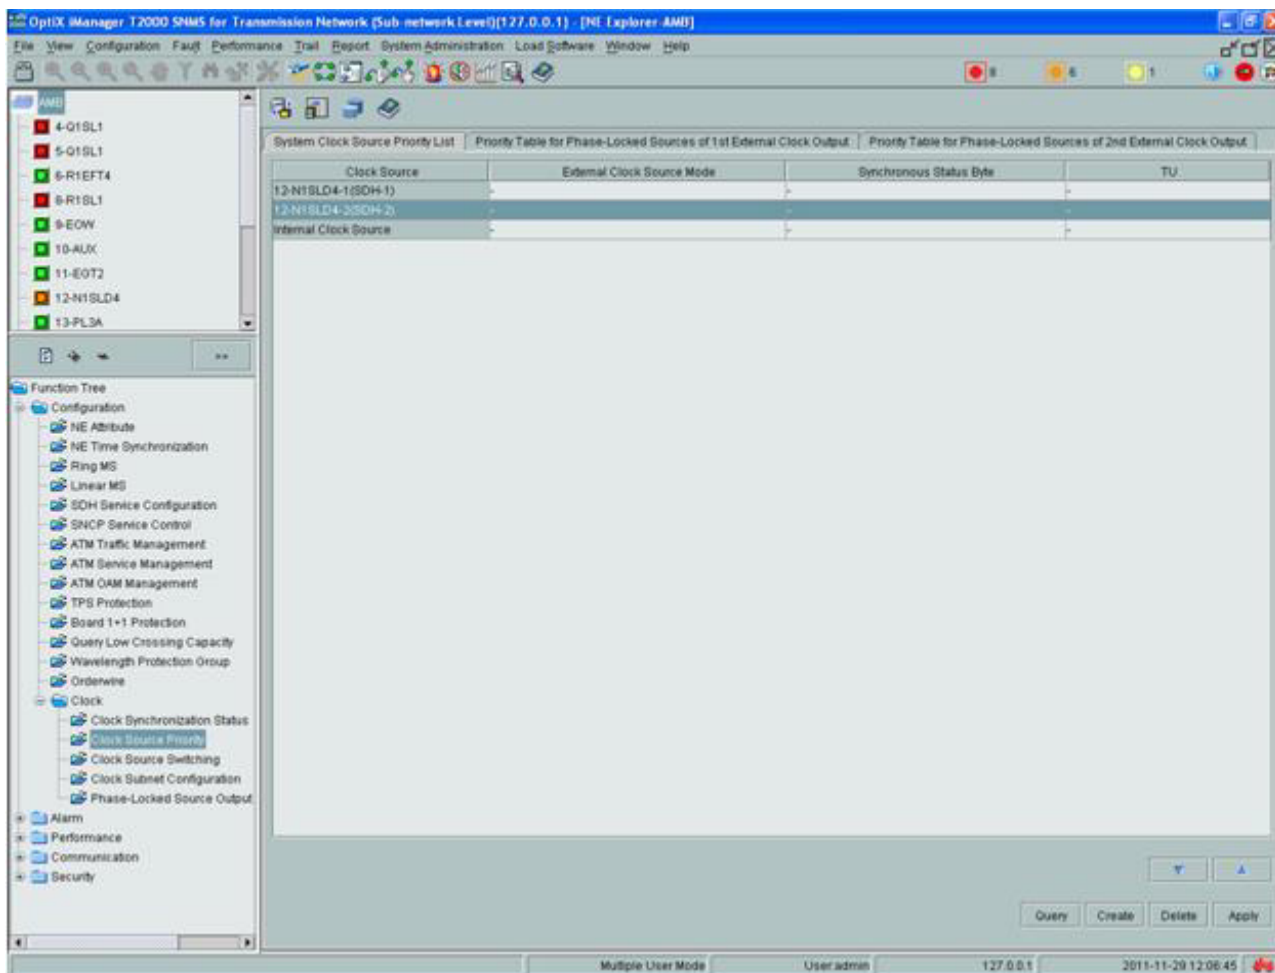 OptiX iManager T2000 SNMS for Transmission Network (Sub-network Level)(127.0.0.1) - [NE Explorer-AMB]
File View Configuration Fault Performance Trail Report System Administration Load Software Window Help
8 6 1
AMB
4-Q1SL1
5-Q1SL1
6-R1EFT4
8-R1SL1
9-EOW
10-AUX
11-EGT2
12-N1SLD4
13-PL3A
>>
Function Tree
Configuration
NE Attribute
NE Time Synchronization
Ring MS
Linear MS
SDH Service Configuration
SNCP Service Control
ATM Traffic Management
ATM Service Management
ATM OAM Management
TPS Protection
Board 1+1 Protection
Query Low Crossing Capacity
Wavelength Protection Group
Orderwire
Clock
Clock Synchronization Status
Clock Source Priority
Clock Source Switching
Clock Subnet Configuration
Phase-Locked Source Output
Alarm
Performance
Communication
Security
System Clock Source Priority List Priority Table for Phase-Locked Sources of 1st External Clock Output Priority Table for Phase-Locked Sources of 2nd External Clock Output
Clock Source External Clock Source Mode Synchronous Status Byte TU
12-N1SLD4-1(SDH-1) - - -
12-N1SLD4-2(SDH-2) - - -
Internal Clock Source - - -
Query Create Delete Apply
Multiple User Mode User:admin 127.0.0.1 2011-11-29 12:06:45